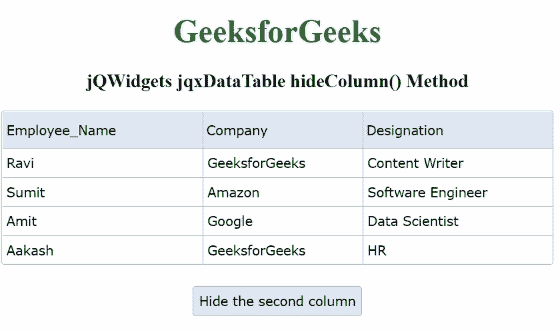 GeeksforGeeks
jQWidgets jqxDataTable hideColumn() Method
Employee_Name Company Designation
Ravi GeeksforGeeks Content Writer
Sumit Amazon Software Engineer
Amit Google Data Scientist
Aakash GeeksforGeeks HR
Hide the second column